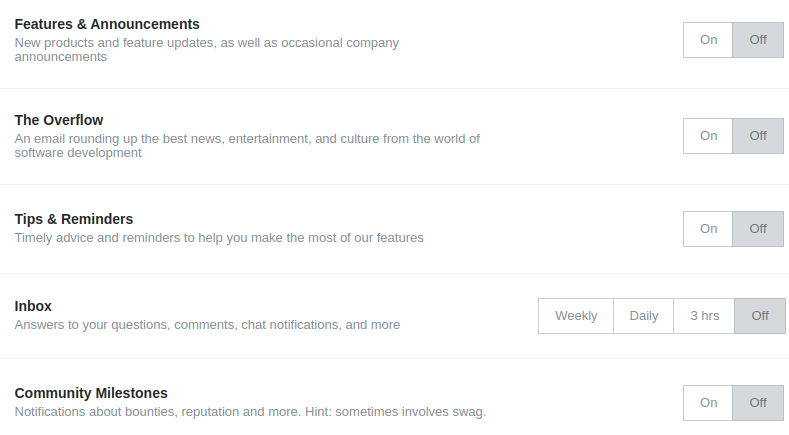 Features & Announcements
New products and feature updates, as well as occasional company
announcements
On Off
The Overflow
An email rounding up the best news, entertainment, and culture from the world of
software development
On Off
Tips & Reminders
Timely advice and reminders to help you make the most of our features
On Off
Inbox
Answers to your questions, comments, chat notifications, and more
Weekly Daily 3 hrs Off
Community Milestones
Notifications about bounties, reputation and more. Hint: sometimes involves swag.
On Off